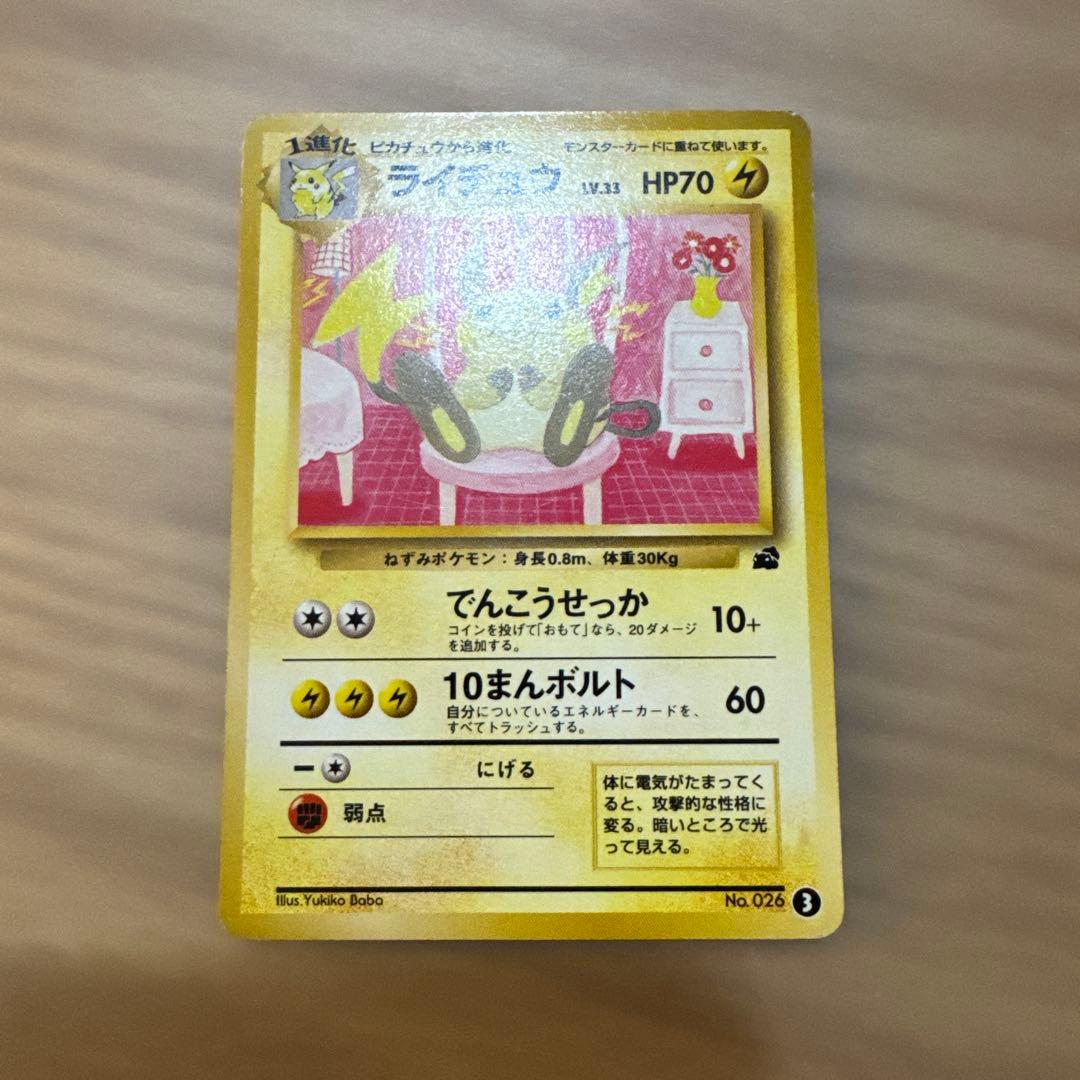 1進化 ピカチュウから進化 モンスターカードに重ねて使います。
ライチュウ LV.33 HP70
ねずみポケモン：身長0.8m、体重30Kg
でんこうせっか 10+
コインを投げて「おもて」なら、20ダメージ
を追加する。
10まんボルト 60
自分についているエネルギーカードを、
すべてトラッシュする。
ー にげる
弱点
体に電気がたまってく
ると、攻撃的な性格に
変る。暗いところで光
って見える。
Illus.Yukiko Baba No.026 3